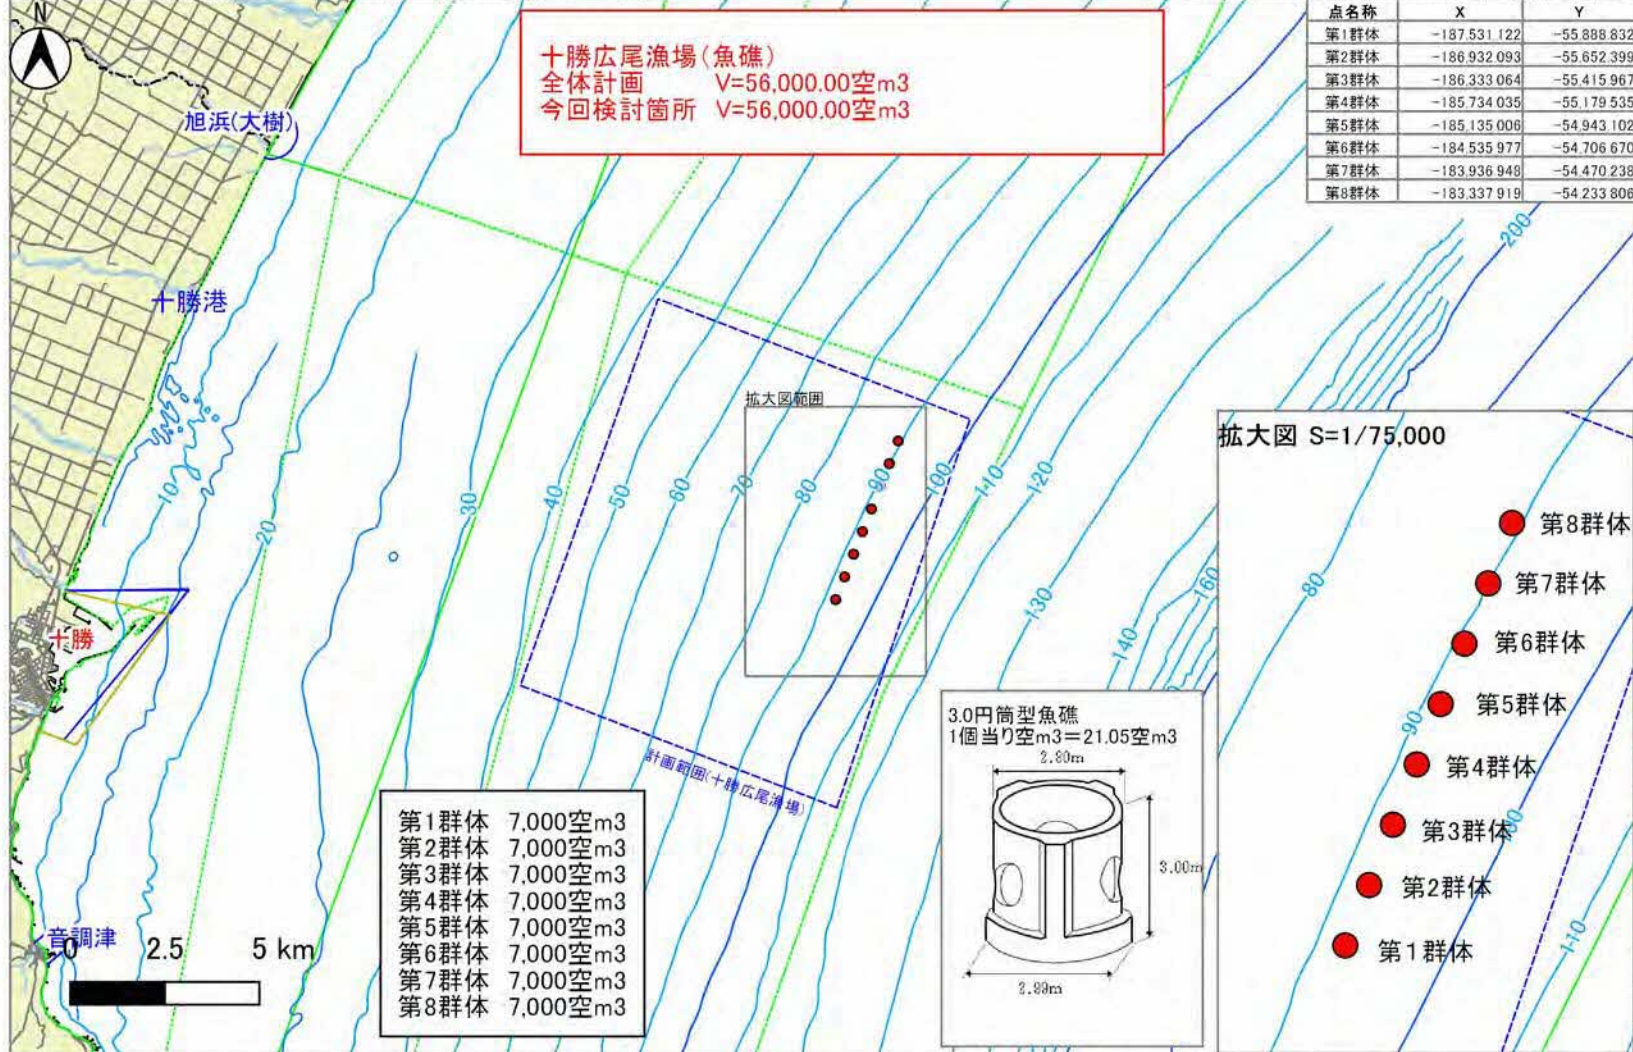 N
十勝広尾漁場(魚礁)
全体計画 V=56,000.00空m3
今回検討箇所 V=56,000.00空m3
点名称 X Y
第1群体 -187.531 122 -55.888.832
第2群体 -186.932.093 -55.652.399
第3群体 -186.333 064 -55.415.967
第4群体 -185.734 035 -55.179.535
第5群体 -185.135 006 -54.943.102
第6群体 -184.535 977 -54.706.670
第7群体 -183.936 948 -54.470.238
第8群体 -183.337 919 -54.233 806
旭浜(大樹)
十勝港
200
拡大図範囲
拡大図 S=1/75,000
10
20
30
40
50
60
70
80
90
100
110
120
130
140
160
十勝
計画範囲(十勝広尾漁場)
第8群体
第7群体
80
第6群体
第5群体
90
第4群体
第3群体
第2群体
第1群体
110
3.0円筒型魚礁
1個当り空m3=21.05空m3
2.80m
3.00m
2.89m
第1群体 7,000空m3
第2群体 7,000空m3
第3群体 7,000空m3
第4群体 7,000空m3
第5群体 7,000空m3
第6群体 7,000空m3
第7群体 7,000空m3
第8群体 7,000空m3
音調津
0 2.5 5 km